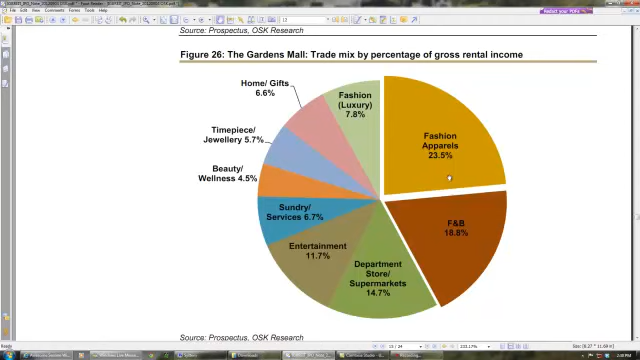 Source: Prospectus, OSK Research
Figure 26: The Gardens Mall: Trade mix by percentage of gross rental income
Home/ Gifts
6.6%
Fashion
(Luxury)
7.8%
Fashion
Apparels
23.5%
Timepiece/
Jewellery 5.7%
Beauty/
Wellness 4.5%
Sundry/
Services 6.7%
F&B
18.8%
Entertainment
11.7%
Department
Store/
Supermarkets
14.7%
Source: Prospectus, OSK Research
Downloads
Recording...